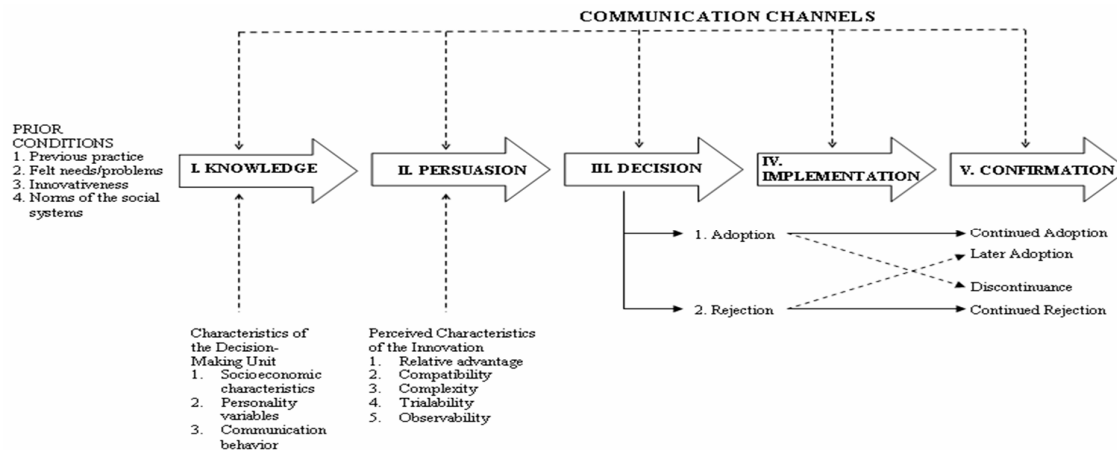 COMMUNICATION CHANNELS
PRIOR
CONDITIONS
1. Previous practice
2. Felt needs/problems
3. Innovativeness
4. Norms of the social
systems
I. KNOWLEDGE
II. PERSUASION
III. DECISION
IV.
IMPLEMENTATION
V. CONFIRMATION
1. Adoption
2. Rejection
Continued Adoption
Later Adoption
Discontinuance
Continued Rejection
Characteristics of
the Decision-
Making Unit
1. Socioeconomic
characteristics
2. Personality
variables
3. Communication
behavior
Perceived Characteristics
of the Innovation
1. Relative advantage
2. Compatibility
3. Complexity
4. Trialability
5. Observability